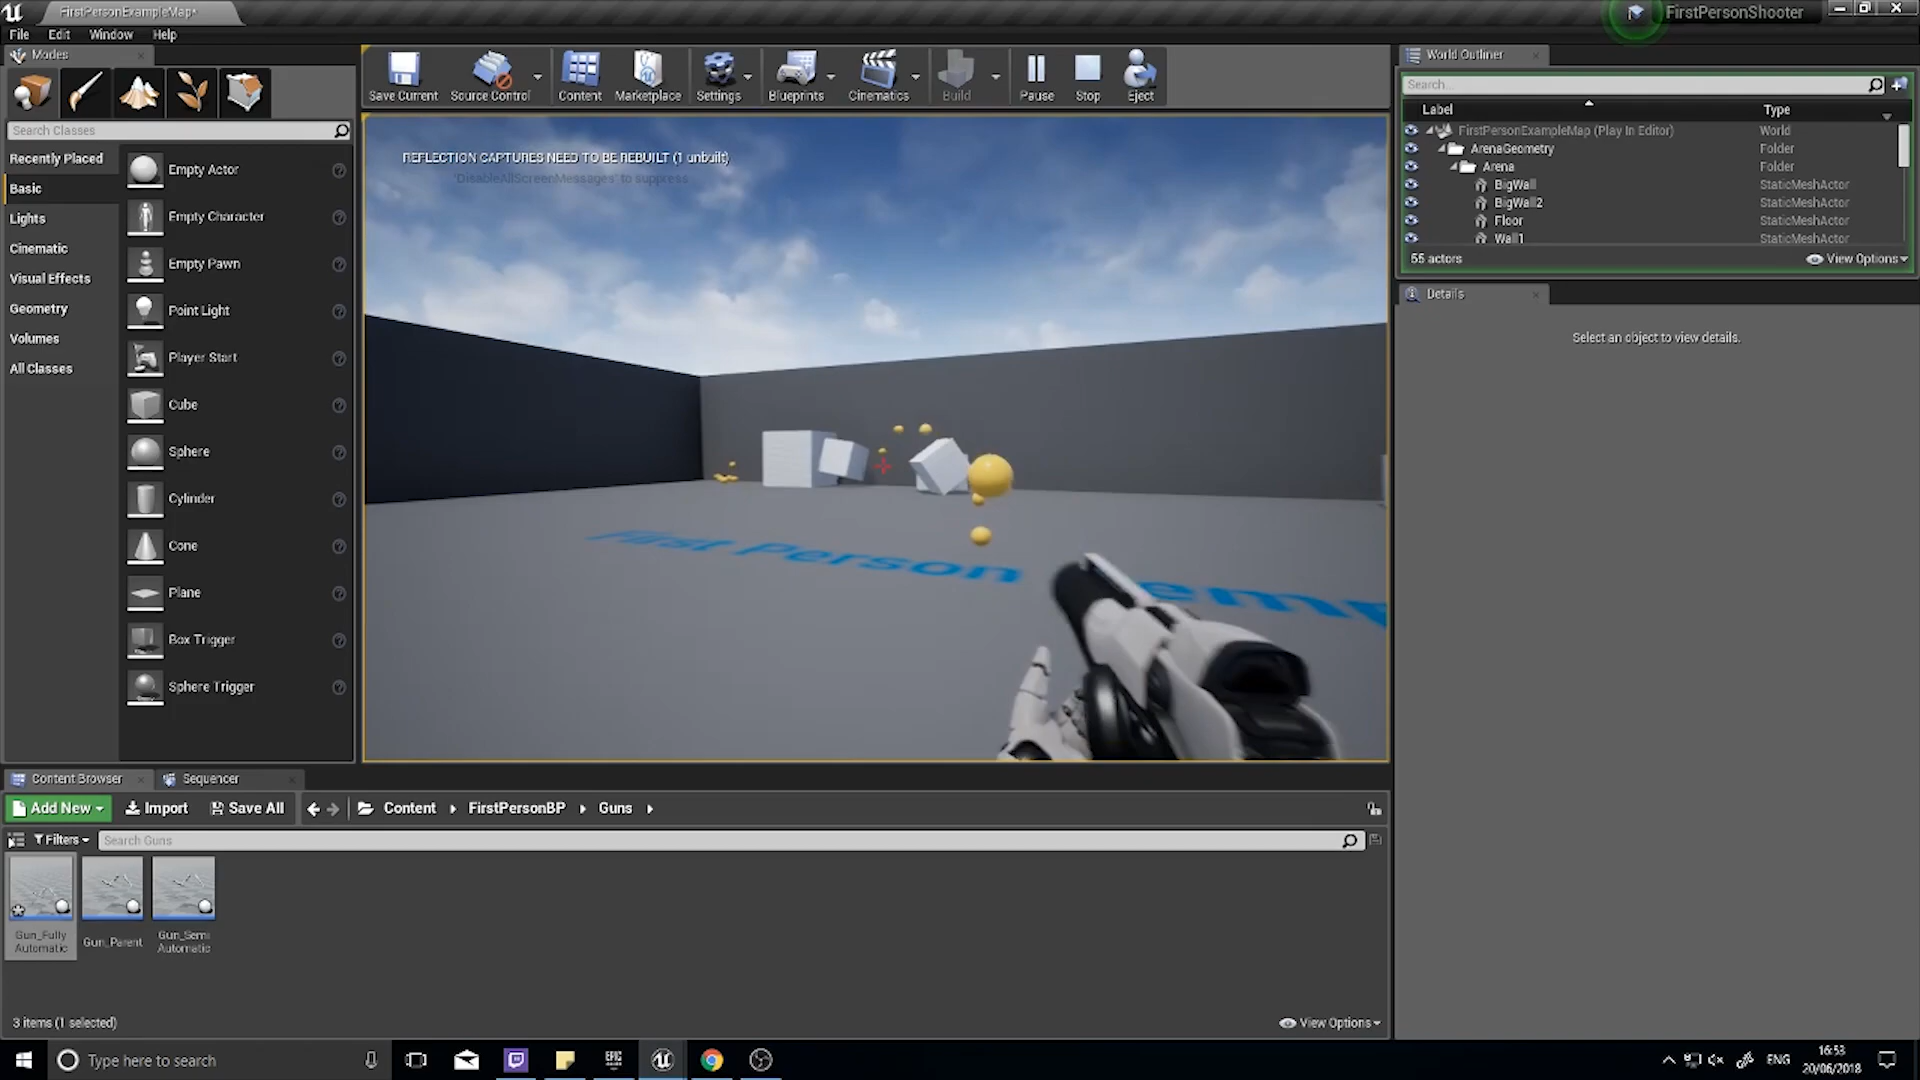 FirstPersonExampleMap*
FirstPersonShooter
File Edit Window Help
Modes
Search Classes
Recently Placed
Basic
Lights
Cinematic
Visual Effects
Geometry
Volumes
All Classes
Empty Actor
Empty Character
Empty Pawn
Point Light
Player Start
Cube
Sphere
Cylinder
Cone
Plane
Box Trigger
Sphere Trigger
Save Current Source Control Content Marketplace Settings Blueprints Cinematics Build Pause Stop Eject
REFLECTION CAPTURES NEED TO BE REBUILT (1 unbuilt)
'DisableAllScreenMessages' to suppress
First Person
World Outliner
Search...
Label Type
FirstPersonExampleMap (Play In Editor) World
ArenaGeometry Folder
Arena Folder
BigWall StaticMeshActor
BigWall2 StaticMeshActor
Floor StaticMeshActor
Wall1 StaticMeshActor
55 actors View Options
Details
Select an object to view details.
Content Browser Sequencer
Add New Import Save All Content FirstPersonBP Guns
Filters Search Guns
Gun_Fully
Automatic
Gun_Parent
Gun_Semi
Automatic
3 items (1 selected) View Options
Type here to search
EPIC
ENG
16:53
20/06/2018